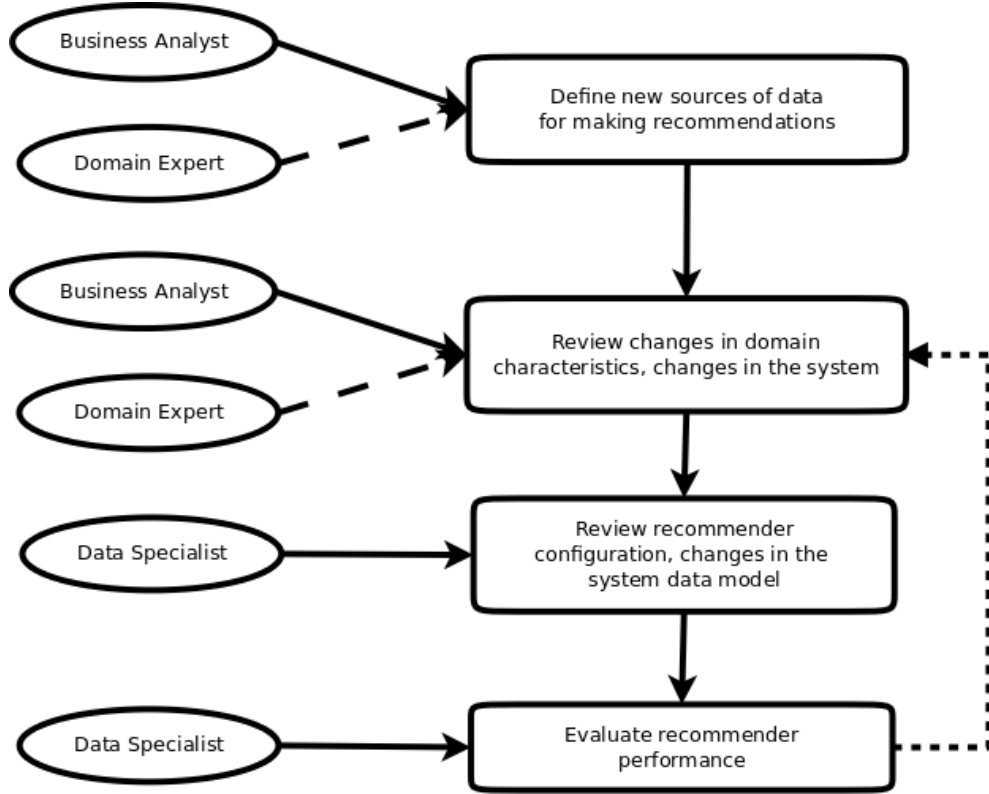 Business Analyst
Define new sources of data
for making recommendations
Domain Expert
Business Analyst
Review changes in domain
characteristics, changes in the system
Domain Expert
Data Specialist
Review recommender
configuration, changes in the
system data model
Data Specialist
Evaluate recommender
performance